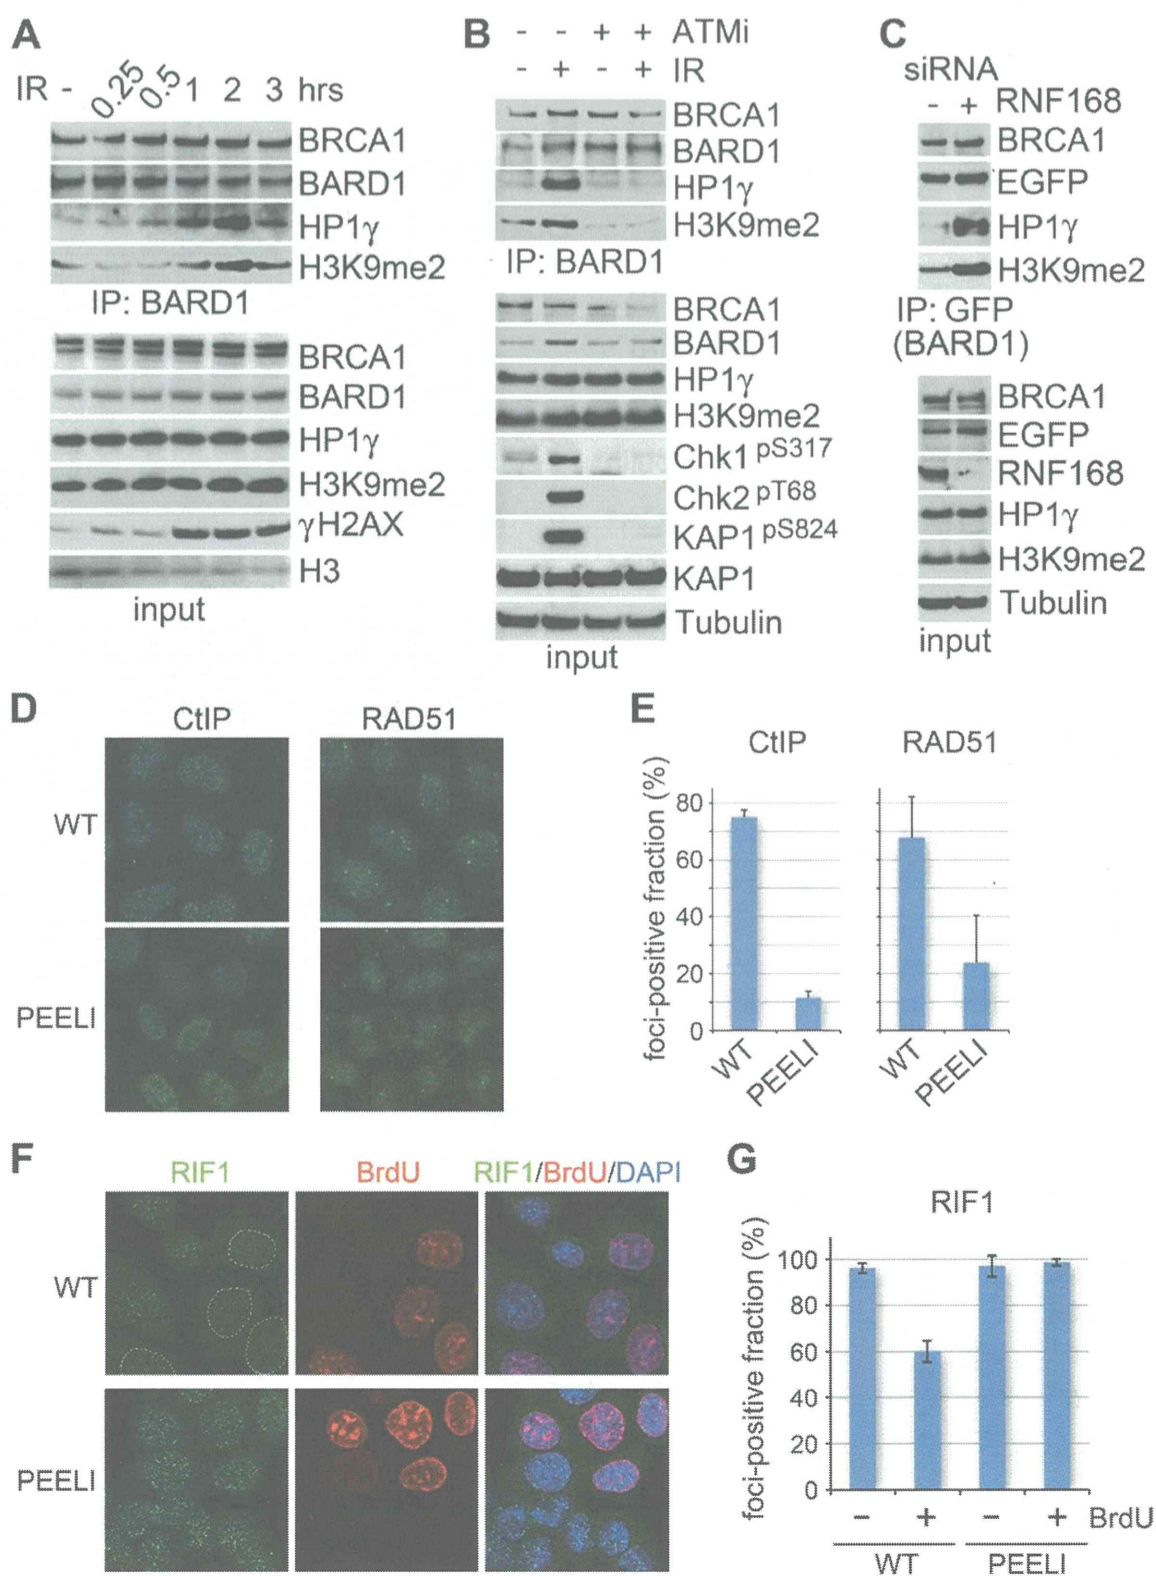 A
IR - 0.25 0.5 1 2 3 hrs
BRCA1
BARD1
HP1γ
H3K9me2
IP: BARD1
BRCA1
BARD1
HP1γ
H3K9me2
γH2AX
H3
input
B
- - + + ATMi
- + - + IR
BRCA1
BARD1
HP1γ
H3K9me2
IP: BARD1
BRCA1
BARD1
HP1γ
H3K9me2
Chk1 pS317
Chk2 pT68
KAP1 pS824
KAP1
Tubulin
input
C
siRNA
- + RNF168
BRCA1
EGFP
HP1γ
H3K9me2
IP: GFP
(BARD1)
BRCA1
EGFP
RNF168
HP1γ
H3K9me2
Tubulin
input
D
CtIP RAD51
WT
PEELI
E
CtIP RAD51
foci-positive fraction (%)
80
60
40
20
0
WT PEELI WT PEELI
F
RIF1 BrdU RIF1/BrdU/DAPI
WT
PEELI
G
RIF1
foci-positive fraction (%)
100
80
60
40
20
0
- + - + BrdU
WT PEELI